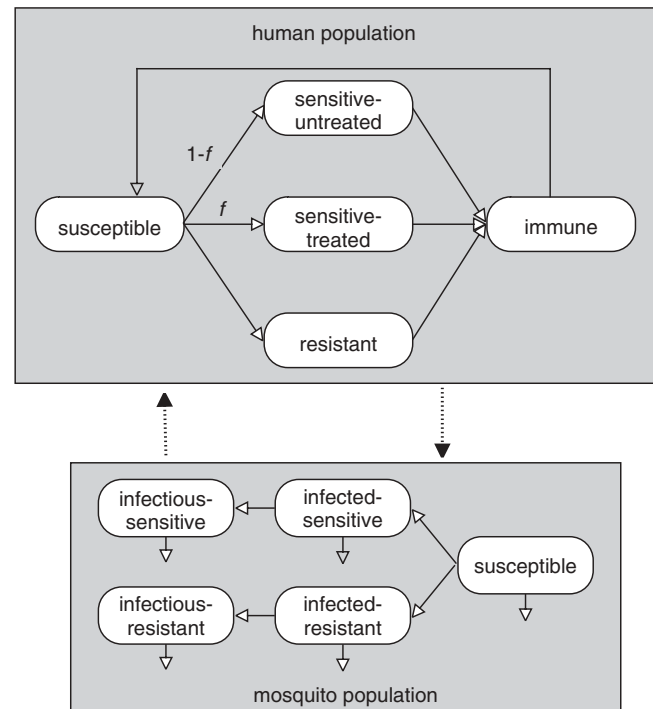 human population
sensitive-
untreated
1-f
susceptible
f
sensitive-
treated
immune
resistant
infectious-
sensitive
infected-
sensitive
susceptible
infectious-
resistant
infected-
resistant
mosquito population